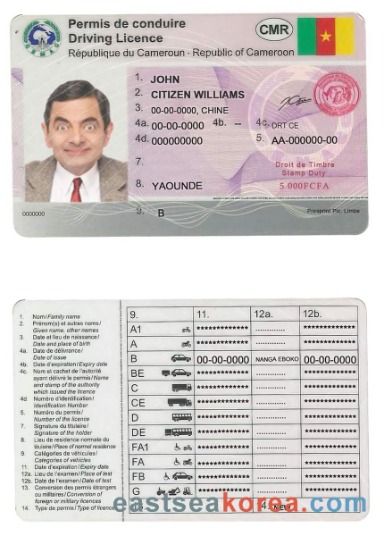 Permis de conduire
Driving Licence
République du Cameroun - Republic of Cameroon
CMR
1. JOHN
2. CITIZEN WILLIAMS
3. 00-00-0000, CHINE
4a. 00-00-0000 4b. -- 4c. DRTCE
4d. 000000000 5. AA-000000-00
7.
Droit de Timbre
Stamp Duty
8. YAOUNDE 5 000FCFA
0000000 9. B
9. 11. 12a. 12b.
A1 ************* ............ *************
A ************* ............ *************
B 00-00-0000 NANGA EBOKO 00-00-0000
BE ************* ............ *************
C ************* ............ *************
CE ************* ............ *************
D ************* ............ *************
DE ************* ............ *************
FA1 ************* ............ *************
FA ************* ............ *************
FB ************* ............ *************
G ************* ............ *************
1. Nom/Family name
2. Prénom(s) et autres noms/
Given name, other names
3. Date et lieu de naissance/
Date and place of birth
4a. Date de délivrance/
Date of issue
4b. Date d'expiration/Expiry date
4c. Nom et cachet de l'autorité
ayant délivré le permis/Name
and stamp of the authority
which issued the licence
4d. Numéro d'identification/
Identification Number
5. Numéro du permis/
Number of the licence
7. Signature du titulaire/
Signature of the holder
8. Lieu de residence normale du
titulaire/Place of normal residence
9. Catégories de véhicules/
Categories of vehicles
11. Date d'expiration/Expiry date
12a. Lieu de l'examen/Place of test
12b. Date de l'examen/Date of test
13. Conversion des permis étrangers
ou militaires/Conversion of
foreign or military licences
14. Type de permis/Type of licence
eastseakorea.com